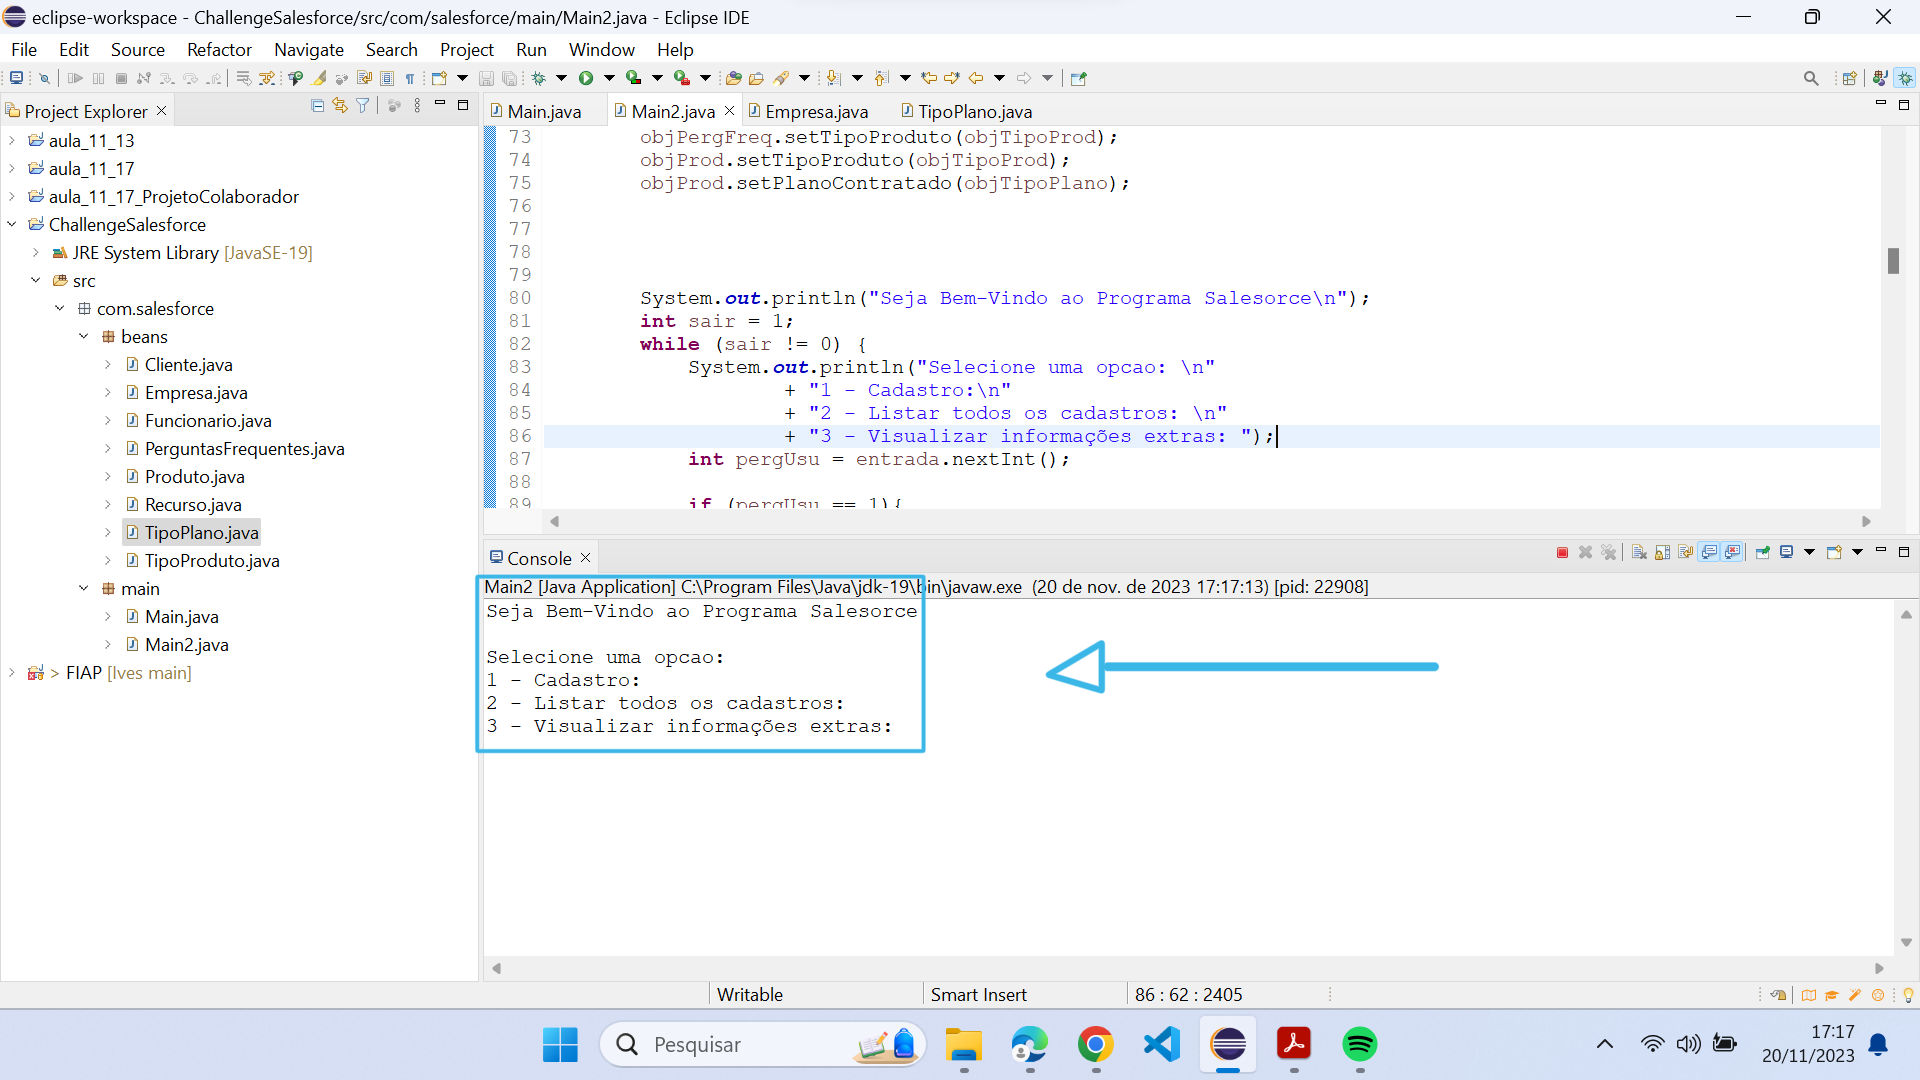 eclipse-workspace - ChallengeSalesforce/src/com/salesforce/main/Main2.java - Eclipse IDE
File Edit Source Refactor Navigate Search Project Run Window Help
Project Explorer
aula_11_13
aula_11_17
aula_11_17_ProjetoColaborador
ChallengeSalesforce
JRE System Library [JavaSE-19]
src
com.salesforce
beans
Cliente.java
Empresa.java
Funcionario.java
PerguntasFrequentes.java
Produto.java
Recurso.java
TipoPlano.java
TipoProduto.java
main
Main.java
Main2.java
> FIAP [Ives main]
Main.java Main2.java Empresa.java TipoPlano.java
73 objPergFreq.setTipoProduto(objTipoProd);
74 objProd.setTipoProduto(objTipoProd);
75 objProd.setPlanoContratado(objTipoPlano);
76
77
78
79
80 System.out.println("Seja Bem-Vindo ao Programa Salesorce\n");
81 int sair = 1;
82 while (sair != 0) {
83 System.out.println("Selecione uma opcao: \n"
84 + "1 - Cadastro:\n"
85 + "2 - Listar todos os cadastros: \n"
86 + "3 - Visualizar informações extras: ");
87 int pergUsu = entrada.nextInt();
88
89 if (pergUsu == 1){
Console
Main2 [Java Application] C:\Program Files\Java\jdk-19\bin\javaw.exe (20 de nov. de 2023 17:17:13) [pid: 22908]
Seja Bem-Vindo ao Programa Salesorce
Selecione uma opcao:
1 - Cadastro:
2 - Listar todos os cadastros:
3 - Visualizar informações extras:
Writable Smart Insert 86 : 62 : 2405
Pesquisar
17:17
20/11/2023